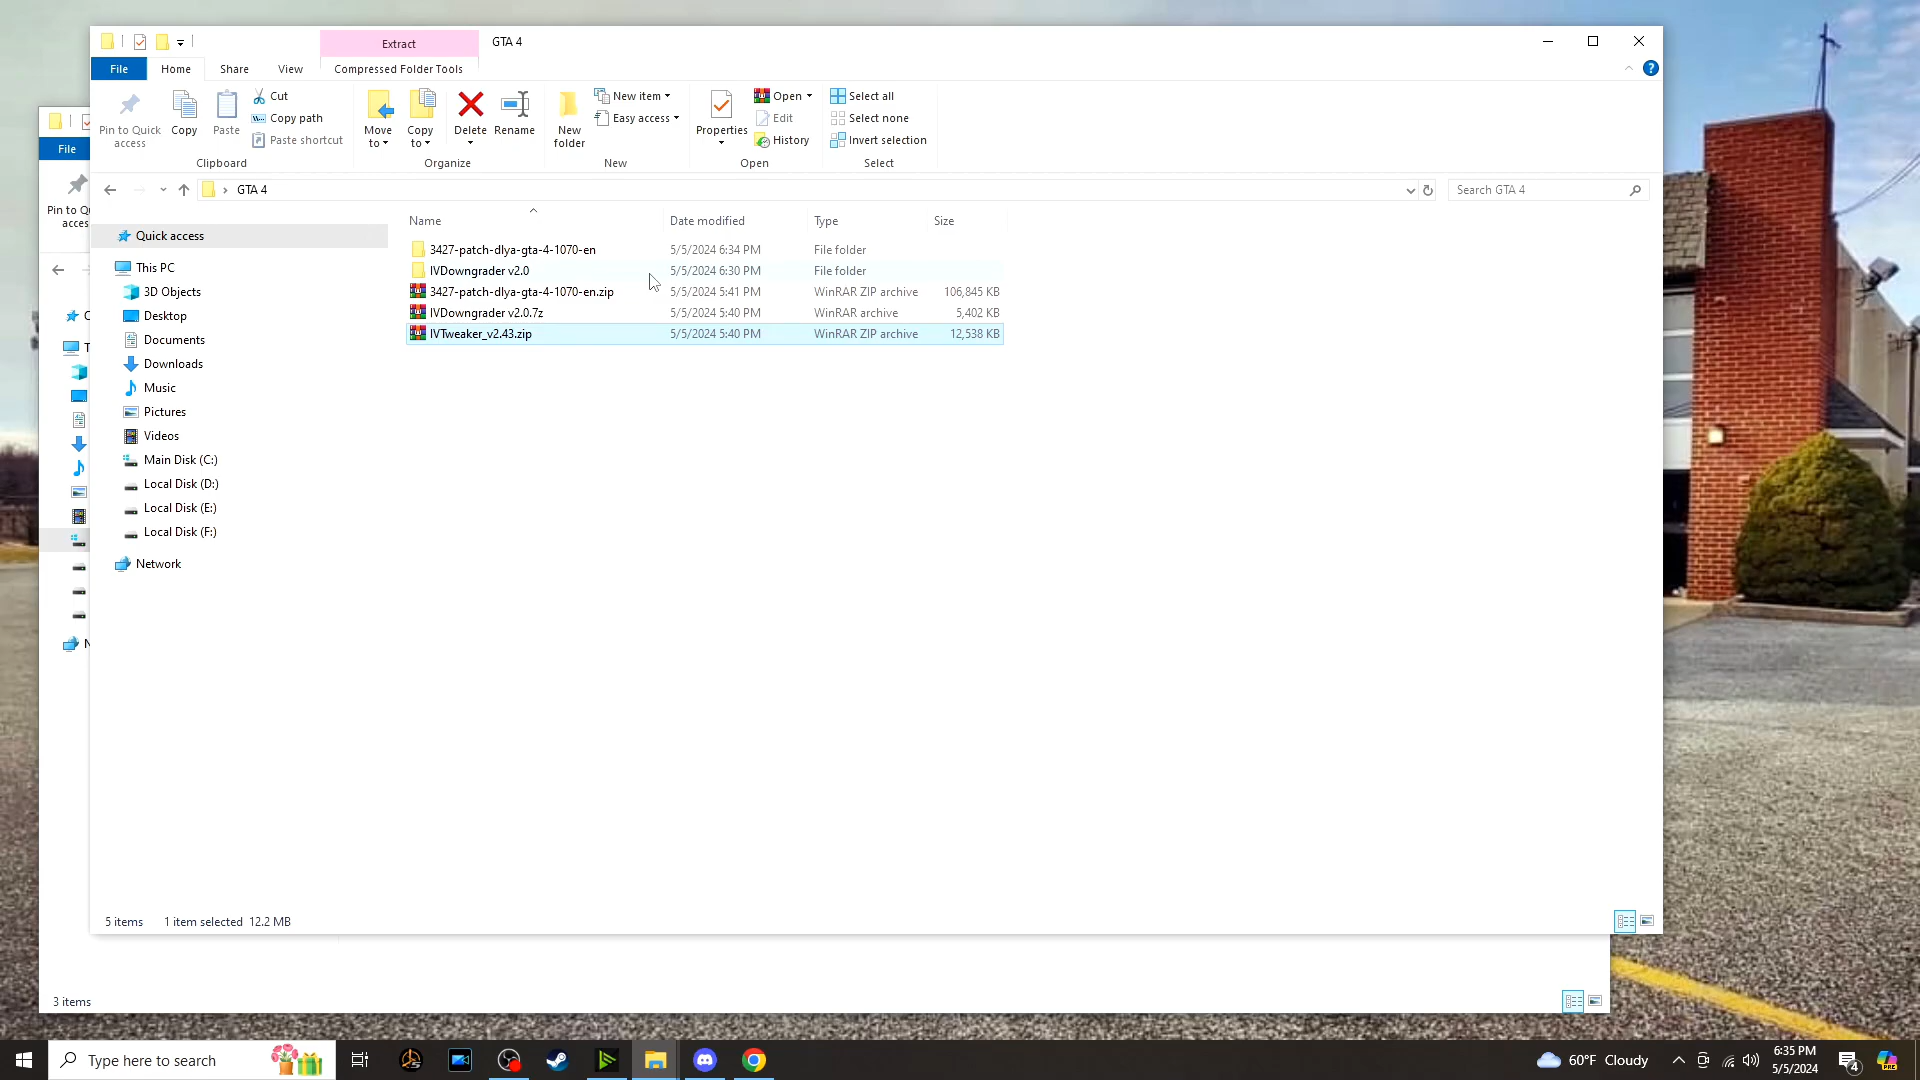 Extract
GTA 4
File
Home
Share
View
Compressed Folder Tools
Pin to Quick access
Copy
Paste
Cut
Copy path
Paste shortcut
Clipboard
Move to
Copy to
Delete
Rename
Organize
New folder
New item
Easy access
New
Properties
Open
Edit
History
Open
Select all
Select none
Invert selection
Select
GTA 4
Search GTA 4
Quick access
This PC
3D Objects
Desktop
Documents
Downloads
Music
Pictures
Videos
Main Disk (C:)
Local Disk (D:)
Local Disk (E:)
Local Disk (F:)
Network
Name Date modified Type Size
3427-patch-dlya-gta-4-1070-en 5/5/2024 6:34 PM File folder
IVDowngrader v2.0 5/5/2024 6:30 PM File folder
3427-patch-dlya-gta-4-1070-en.zip 5/5/2024 5:41 PM WinRAR ZIP archive 106,845 KB
IVDowngrader v2.0.7z 5/5/2024 5:40 PM WinRAR archive 5,402 KB
IVTweaker_v2.43.zip 5/5/2024 5:40 PM WinRAR ZIP archive 12,538 KB
5 items 1 item selected 12.2 MB
File
Pin to Qu
acces
3 items
Type here to search
60°F Cloudy
6:35 PM
5/5/2024
4